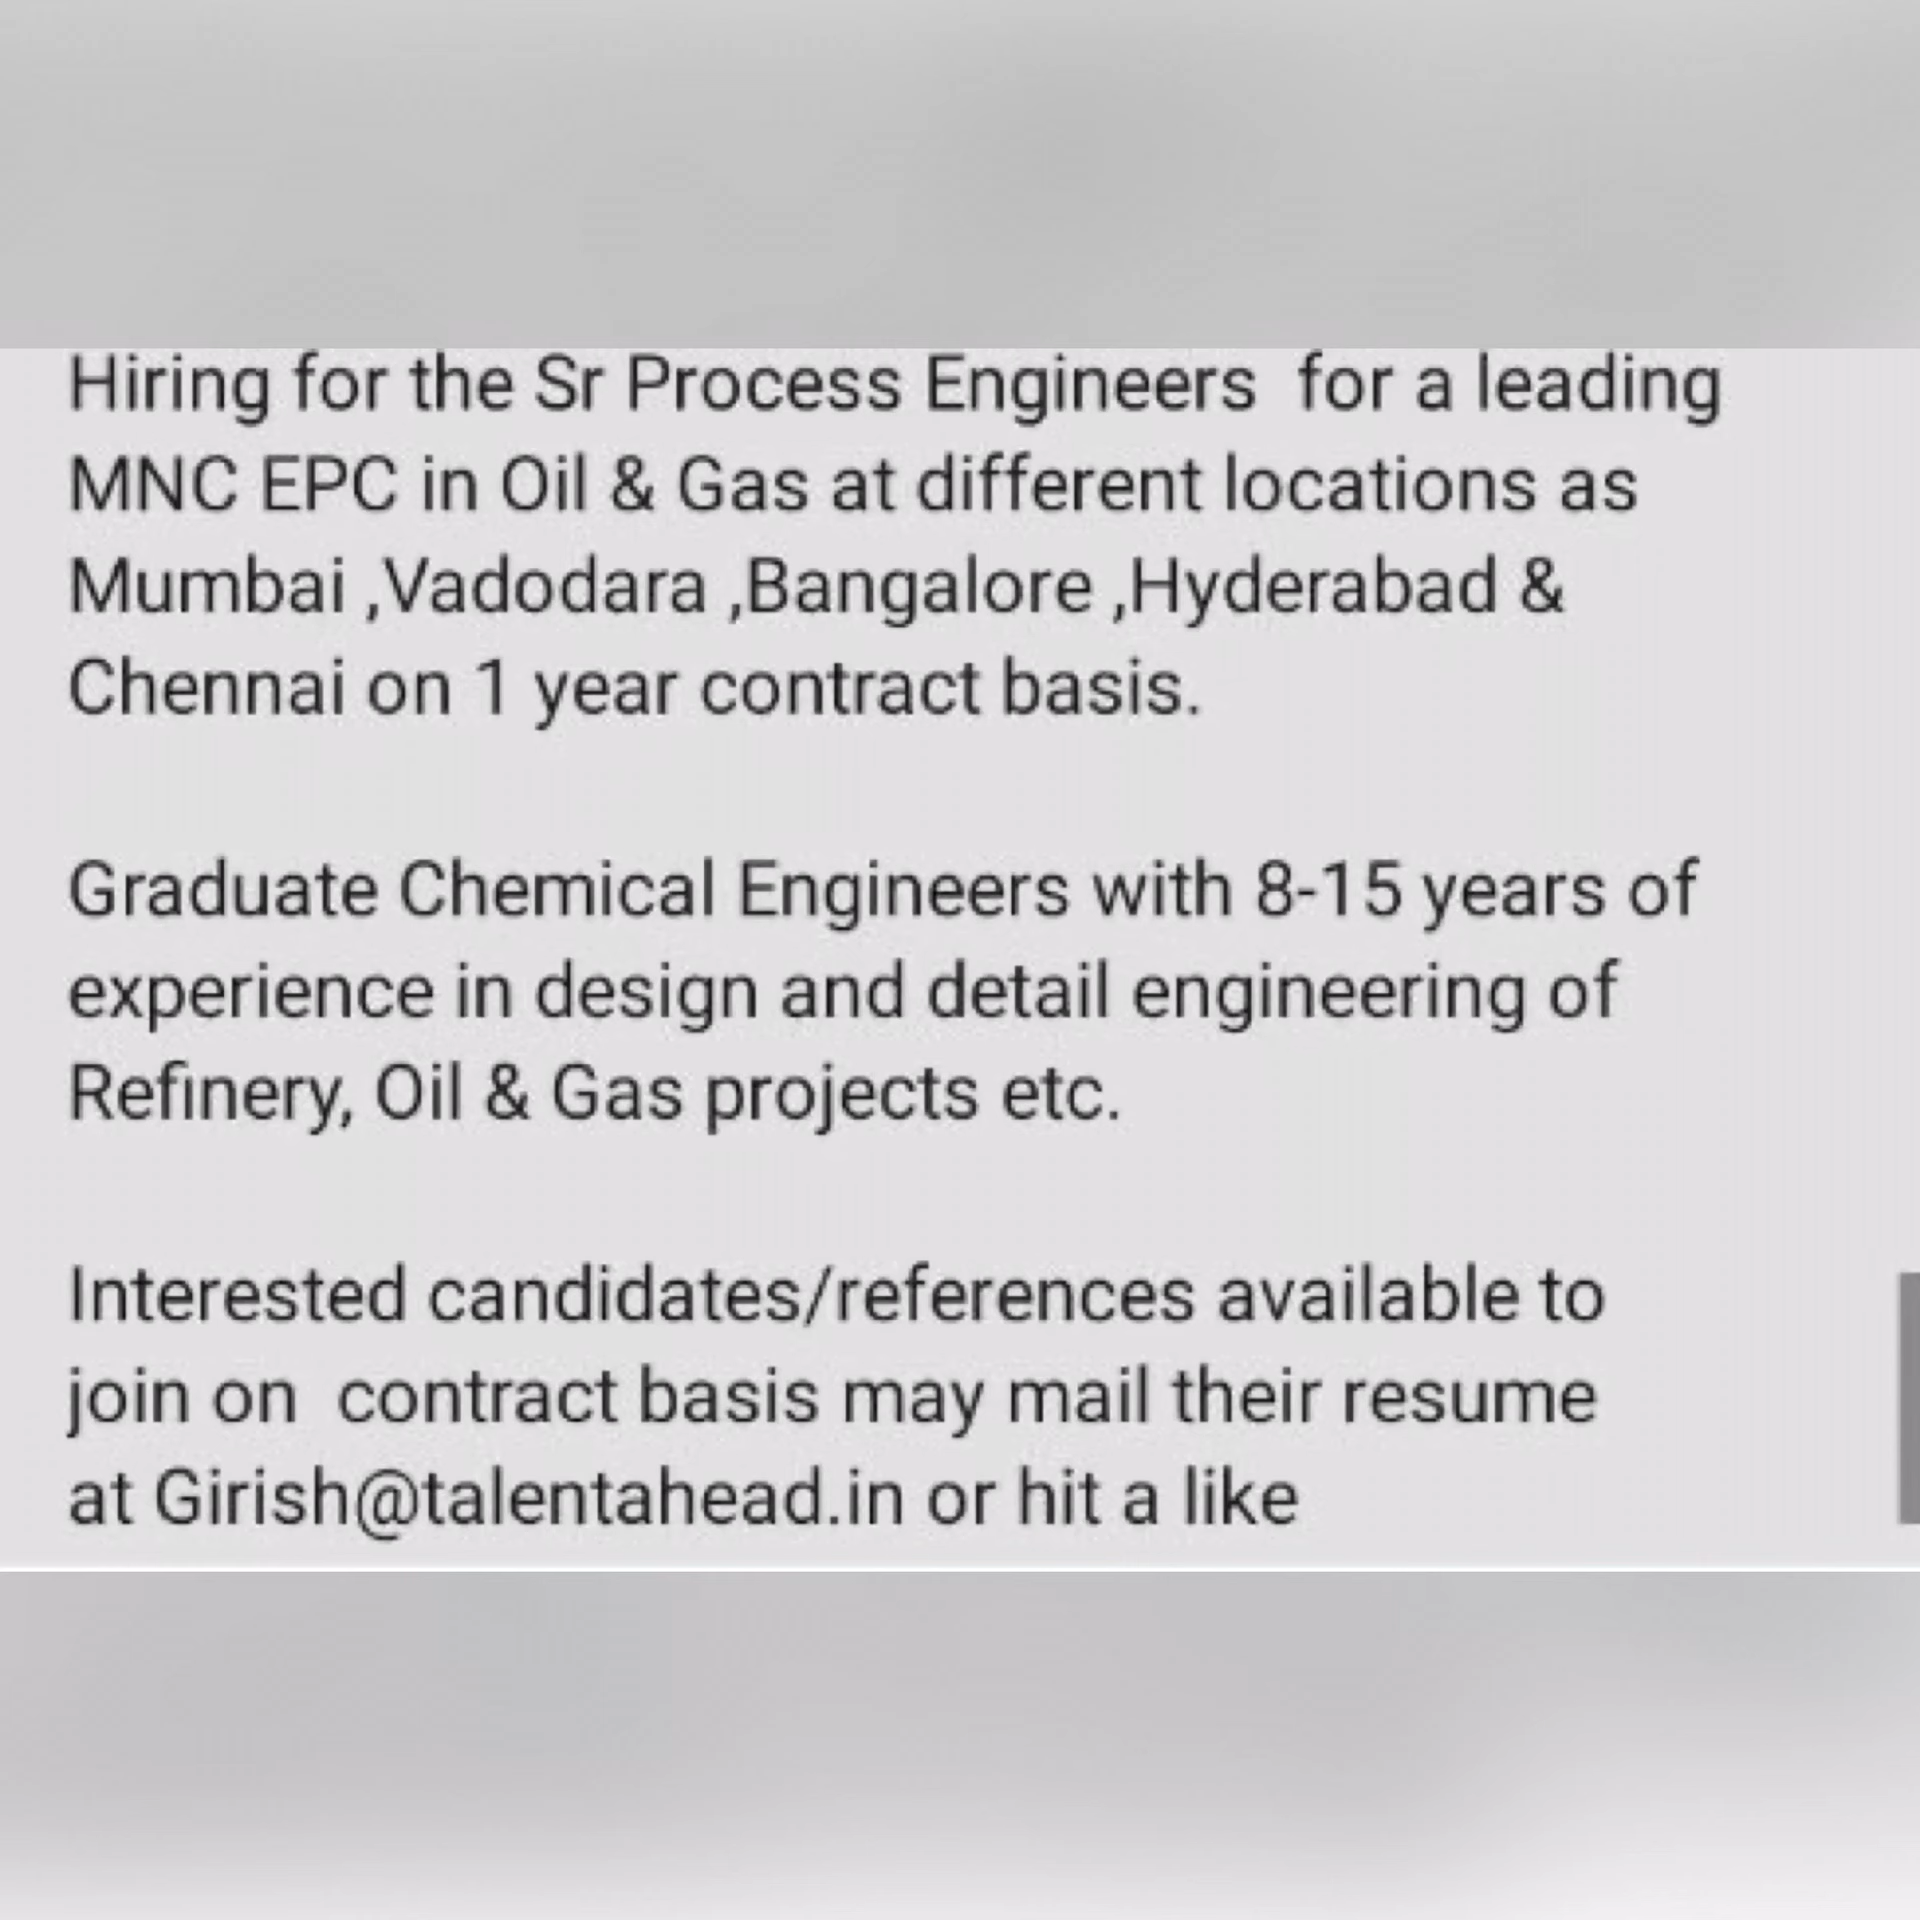 Hiring for the Sr Process Engineers  for a leading
MNC EPC in Oil & Gas at different locations as
Mumbai ,Vadodara ,Bangalore ,Hyderabad &
Chennai on 1 year contract basis.
Graduate Chemical Engineers with 8-15 years of
experience in design and detail engineering of
Refinery, Oil & Gas projects etc.
Interested candidates/references available to
join on  contract basis may mail their resume
at Girish@talentahead.in or hit a like